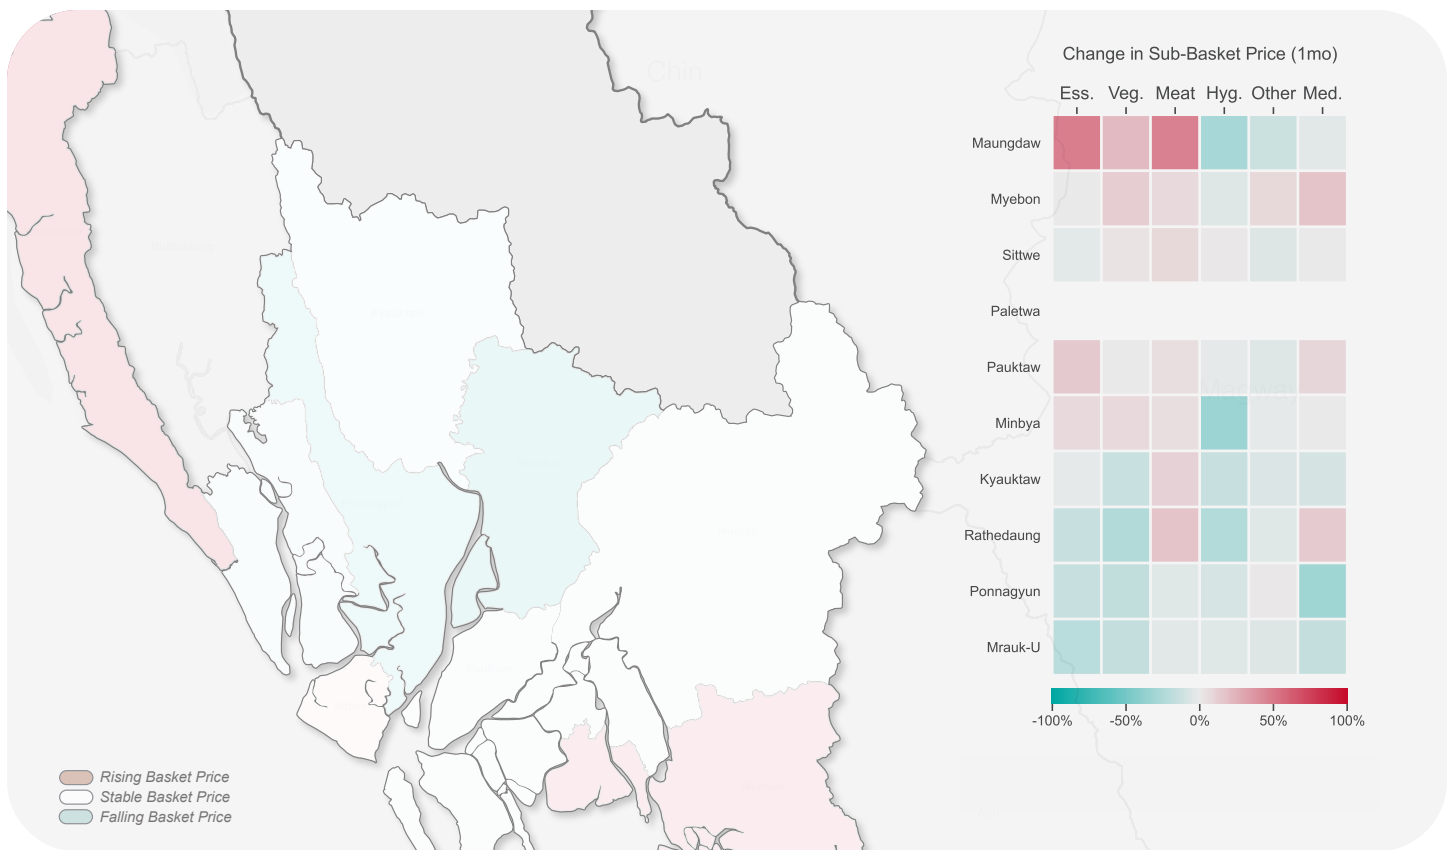 Chin
Change in Sub-Basket Price (1mo)
Ess. Veg. Meat Hyg. Other Med.
Maungdaw
Myebon
Sittwe
Paletwa
Pauktaw
Minbya
Kyauktaw
Rathedaung
Ponnagyun
Mrauk-U
-100% -50% 0% 50% 100%
Rising Basket Price
Stable Basket Price
Falling Basket Price